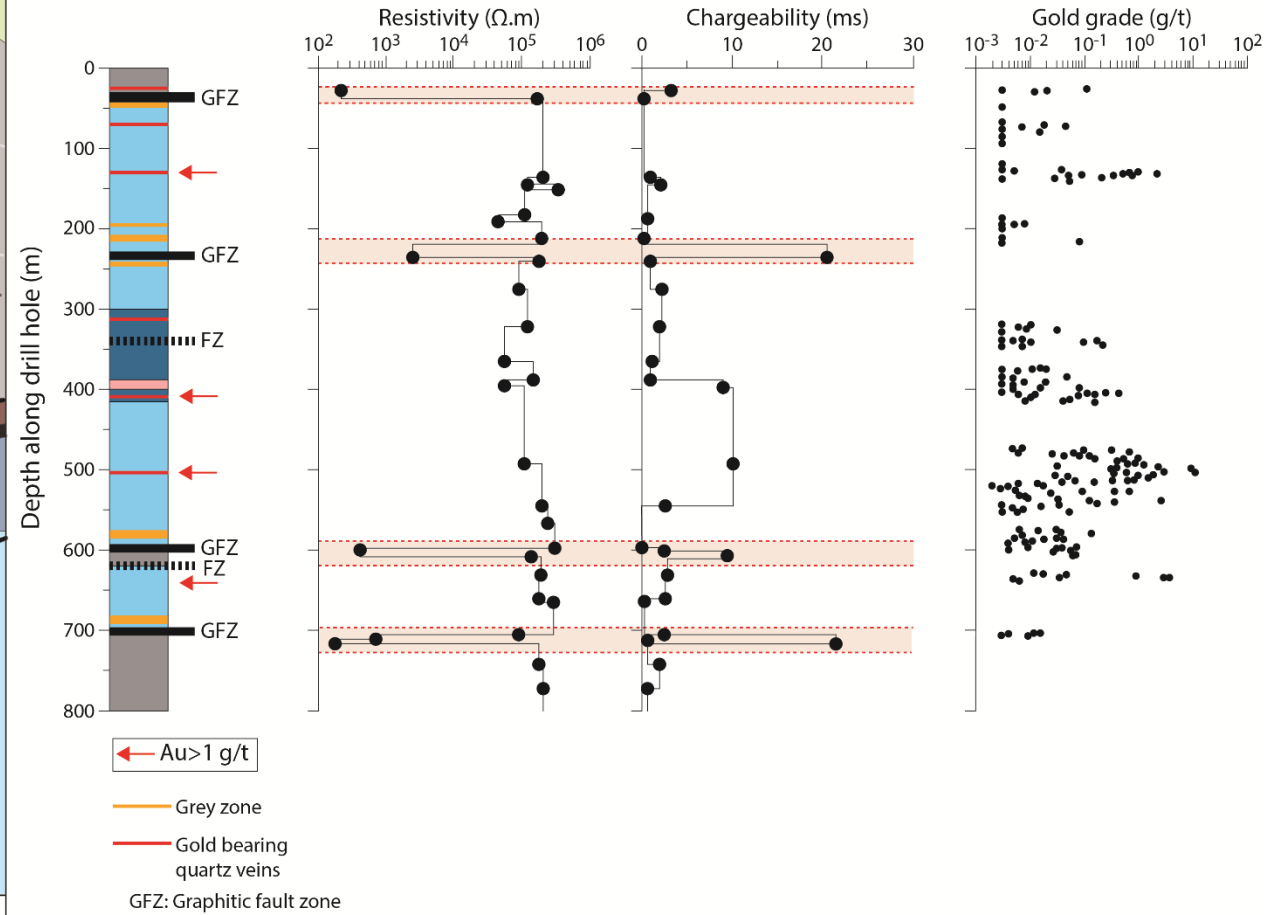 Resistivity (Ω.m) Chargeability (ms) Gold grade (g/t)
10² 10³ 10⁴ 10⁵ 10⁶ 0 10 20 30 10⁻³ 10⁻² 10⁻¹ 10⁰ 10¹ 10²
Depth along drill hole (m)
0
GFZ
100
200
GFZ
300
FZ
400
500
600
GFZ
FZ
700
GFZ
800
Au>1 g/t
Grey zone
Gold bearing
quartz veins
GFZ: Graphitic fault zone